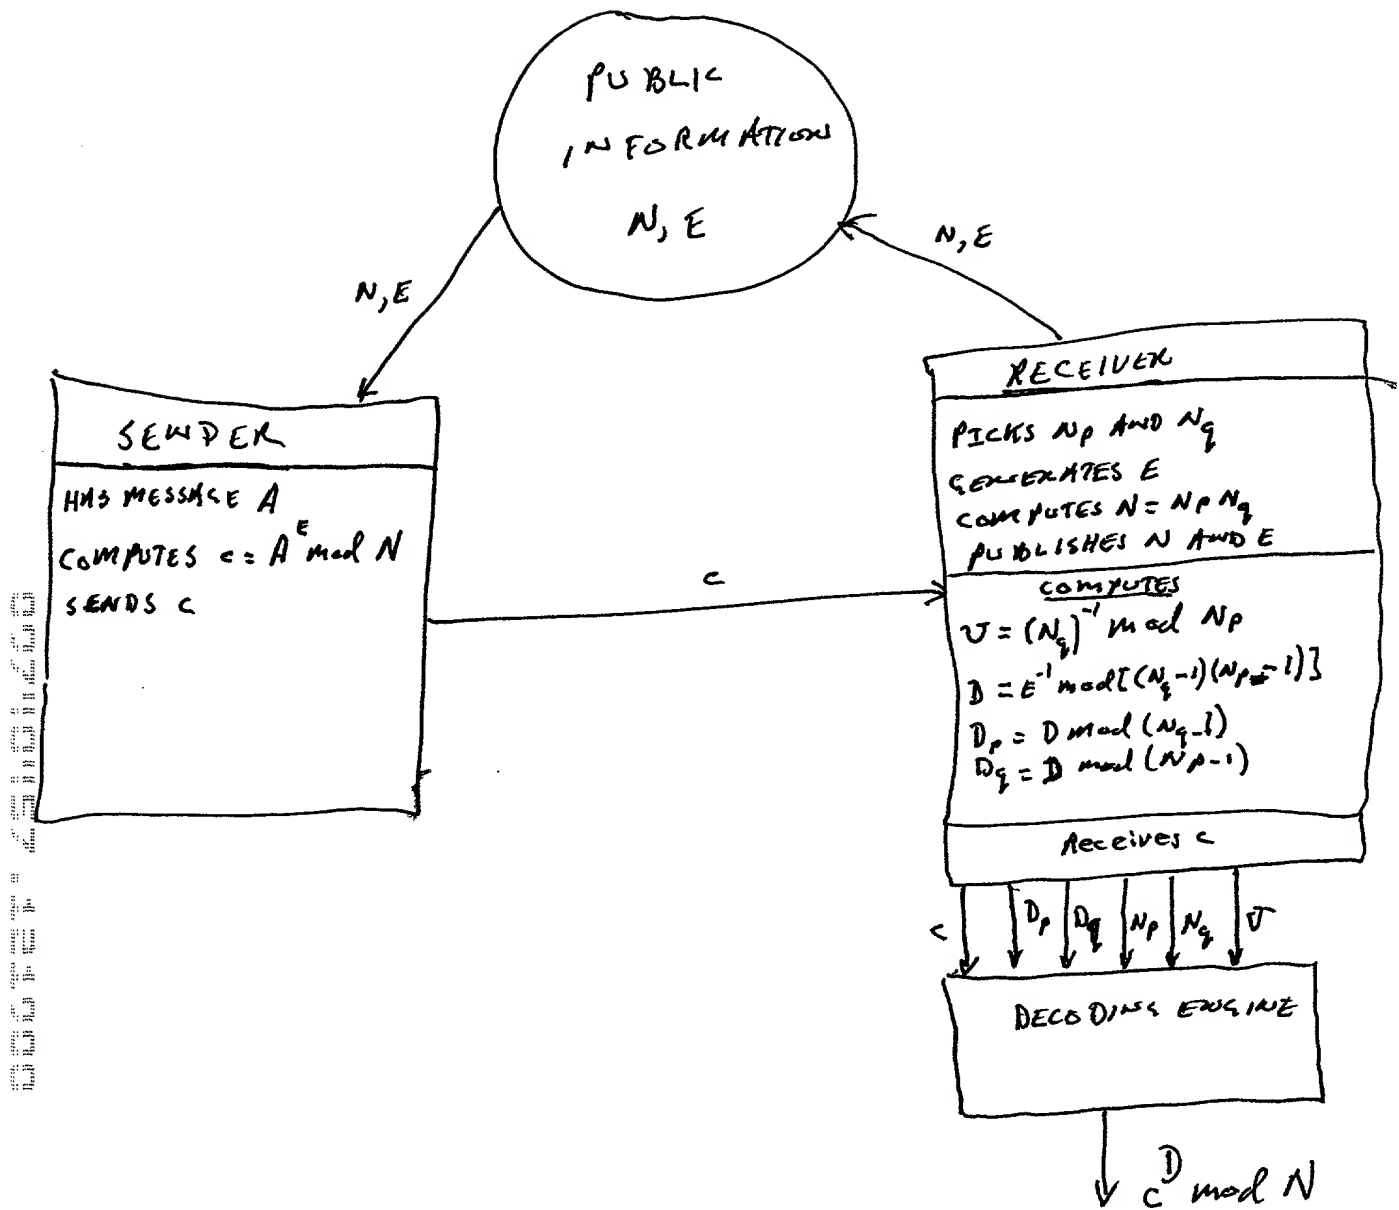 PUBLIC
INFORMATION
N, E
N, E
N, E
SENDER
HAS MESSAGE A
COMPUTES c = A^E mod N
SENDS C
c
RECEIVER
PICKS Np AND Nq
GENERATES E
COMPUTES N = Np Nq
PUBLISHES N AND E
COMPUTES
U = (Nq)^-1 mod Np
D = E^-1 mod [(Nq-1)(Np-1)]
Dp = D mod (Nq-1)
Dq = D mod (Np-1)
Receives c
c Dp Dq Np Nq U
DECODING ENGINE
c^D mod N